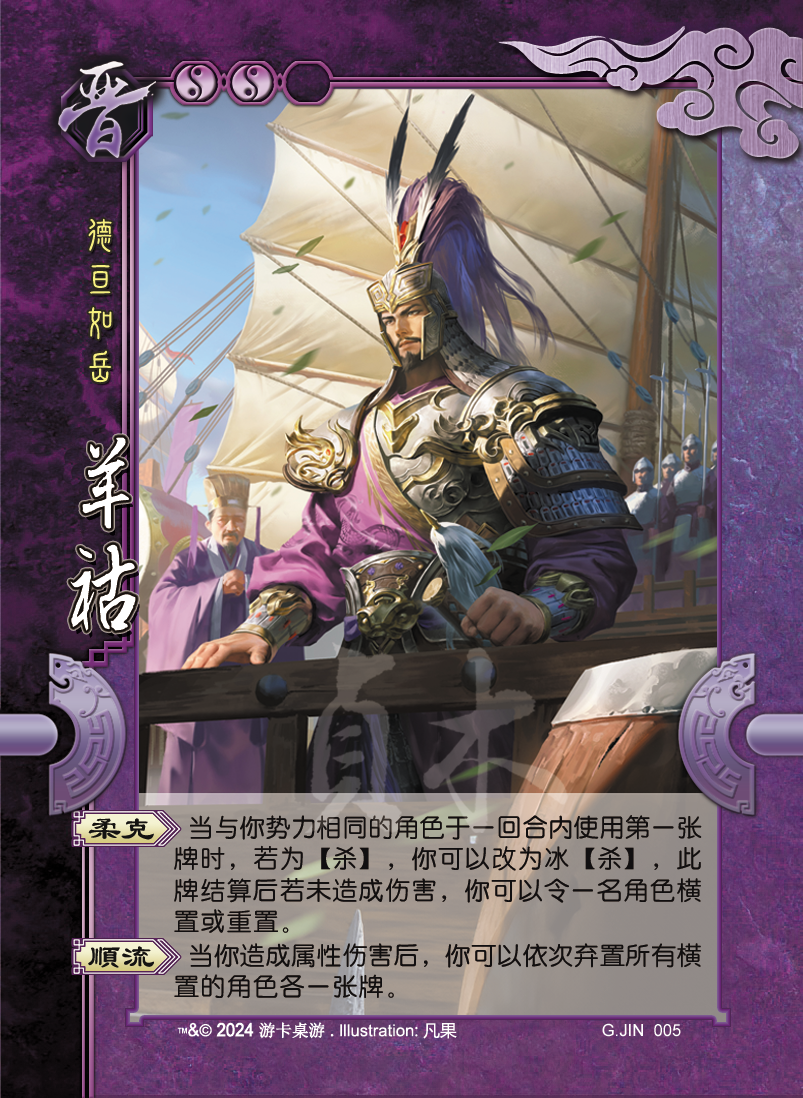 晋
德亘如岳
羊祜
貞木
柔克
当与你势力相同的角色于一回合内使用第一张
牌时，若为【杀】，你可以改为冰【杀】，此
牌结算后若未造成伤害，你可以令一名角色横
置或重置。
順流
当你造成属性伤害后，你可以依次弃置所有横
置的角色各一张牌。
™&© 2024 游卡桌游 . Illustration: 凡果
G.JIN 005